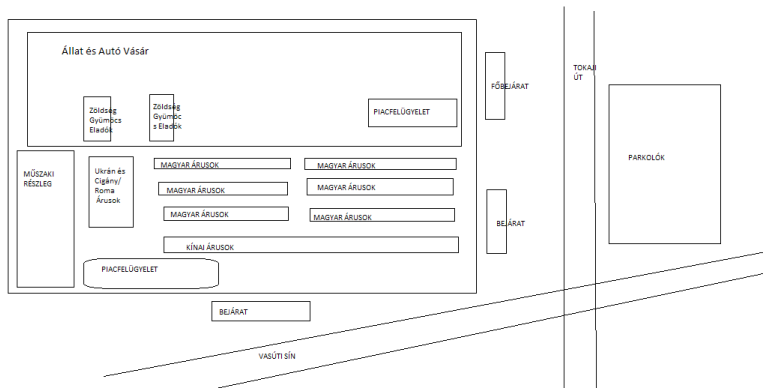 Állat és Autó Vásár
TOKAJI
ÚT
FŐBEJÁRAT
Zöldség
Gyümöcs
Eladók
Zöldség
Gyümöc
s Eladók
PIACFELÜGYELET
PARKOLÓK
MŰSZAKI
RÉSZLEG
Ukrán és
Cigány/
Roma
Árusok
MAGYAR ÁRUSOK
MAGYAR ÁRUSOK
MAGYAR ÁRUSOK
MAGYAR ÁRUSOK
MAGYAR ÁRUSOK
MAGYAR ÁRUSOK
BEJÁRAT
KÍNAI ÁRUSOK
PIACFELÜGYELET
BEJÁRAT
VASÚTI SÍN